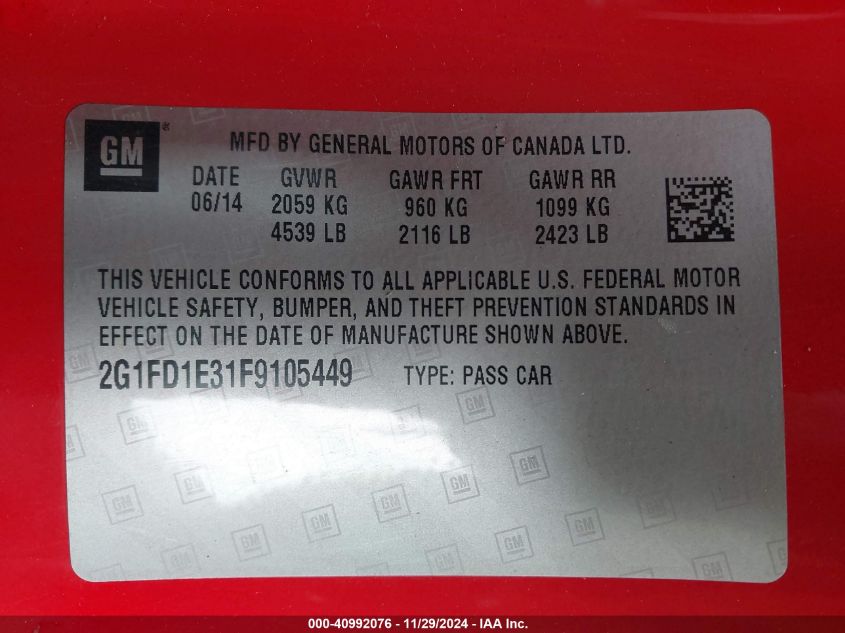 GM® MFD BY GENERAL MOTORS OF CANADA LTD.
DATE GVWR GAWR FRT GAWR RR
06/14 2059 KG 960 KG 1099 KG
4539 LB 2116 LB 2423 LB
THIS VEHICLE CONFORMS TO ALL APPLICABLE U.S. FEDERAL MOTOR
VEHICLE SAFETY, BUMPER, AND THEFT PREVENTION STANDARDS IN
EFFECT ON THE DATE OF MANUFACTURE SHOWN ABOVE.
2G1FD1E31F9105449 TYPE: PASS CAR
000-40992076 - 11/29/2024 - IAA Inc.